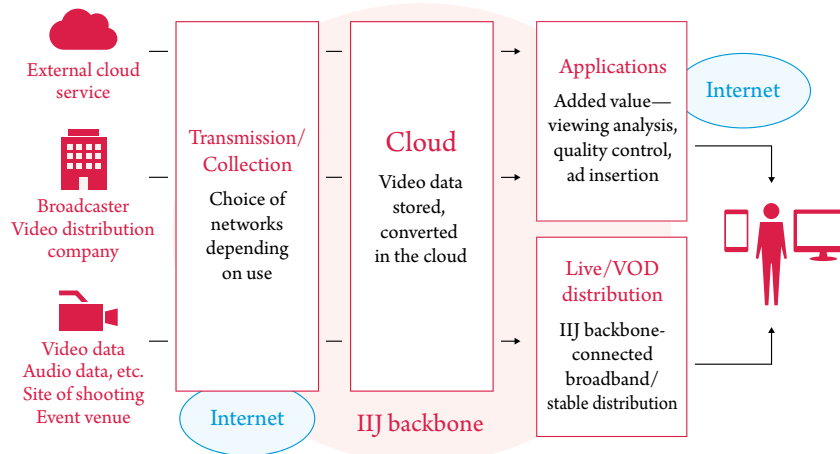 External cloud
service
Broadcaster
Video distribution
company
Video data
Audio data, etc.
Site of shooting
Event venue
Transmission/
Collection
Choice of
networks
depending
on use
Internet
Cloud
Video data
stored,
converted
in the cloud
IIJ backbone
Applications
Added value—
viewing analysis,
quality control,
ad insertion
Internet
Live/VOD
distribution
IIJ backbone-
connected
broadband/
stable distribution